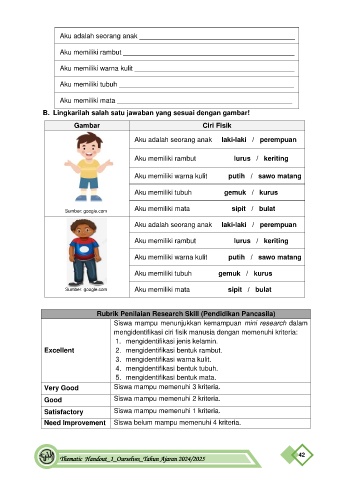 Aku adalah seorang anak
Aku memiliki rambut
Aku memiliki warna kulit
Aku memiliki tubuh
Aku memiliki mata
B. Lingkarilah salah satu jawaban yang sesuai dengan gambar!
Gambar Ciri Fisik
Aku adalah seorang anak laki-laki / perempuan
Aku memiliki rambut lurus / keriting
Aku memiliki warna kulit putih / sawo matang
Aku memiliki tubuh gemuk / kurus
Aku memiliki mata sipit / bulat
Sumber: google.com
Aku adalah seorang anak laki-laki / perempuan
Aku memiliki rambut lurus / keriting
Aku memiliki warna kulit putih / sawo matang
Aku memiliki tubuh gemuk / kurus
Aku memiliki mata sipit / bulat
Sumber: google.com
Rubrik Penilaian Research Skill (Pendidikan Pancasila)
Excellent
Siswa mampu menunjukkan kemampuan mini research dalam
mengidentifikasi ciri fisik manusia dengan memenuhi kriteria:
1. mengidentifikasi jenis kelamin.
2. mengidentifikasi bentuk rambut.
3. mengidentifikasi warna kulit.
4. mengidentifikasi bentuk tubuh.
5. mengidentifikasi bentuk mata.
Very Good Siswa mampu memenuhi 3 kriteria.
Good Siswa mampu memenuhi 2 kriteria.
Satisfactory Siswa mampu memenuhi 1 kriteria.
Need Improvement Siswa belum mampu memenuhi 4 kriteria.
Thematic Handout_1_Ourselves_Tahun Ajaran 2024/2025
42